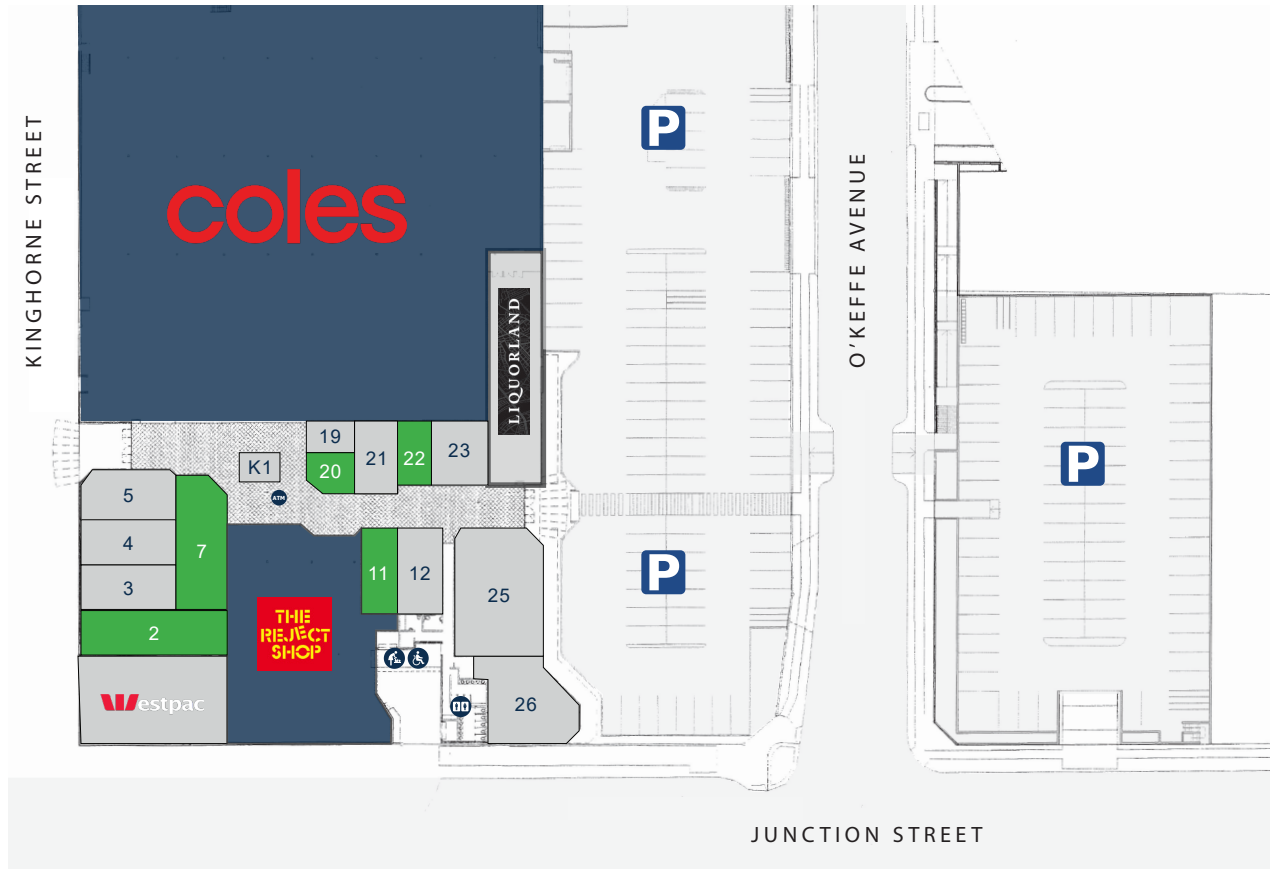 KINGHORNE STREET
coles
P
O'KEFFE AVENUE
LIQUORLAND
19
20
21
22
23
K1
ATM
5
4
3
7
2
11
12
25
26
THE
REJECT
SHOP
Westpac
P
P
JUNCTION STREET